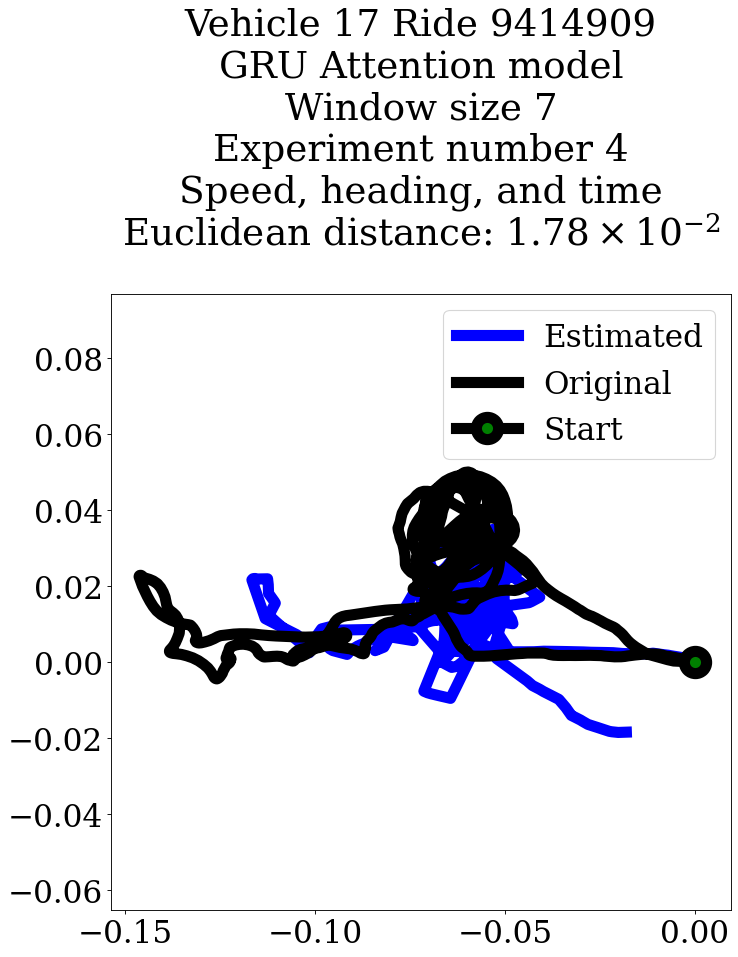 Vehicle 17 Ride 9414909
GRU Attention model
Window size 7
Experiment number 4
Speed, heading, and time
Euclidean distance: 1.78 × 10⁻²
Estimated
Original
Start
0.08
0.06
0.04
0.02
0.00
−0.02
−0.04
−0.06
−0.15
−0.10
−0.05
0.00